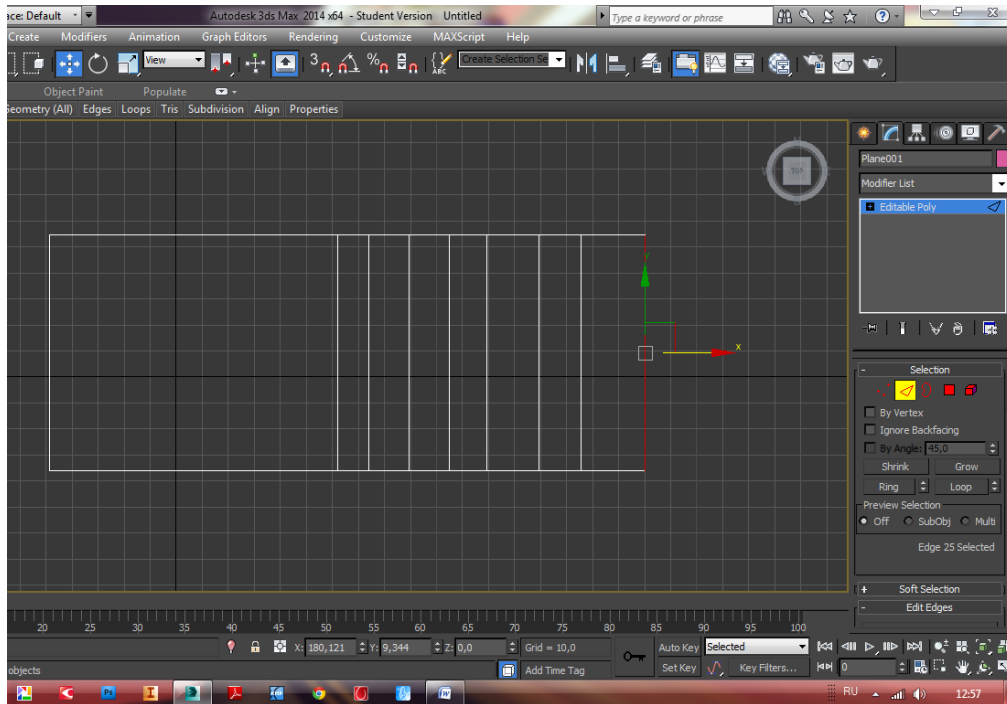 ace: Default Autodesk 3ds Max 2014 x64 - Student Version Untitled Type a keyword or phrase
Create Modifiers Animation Graph Editors Rendering Customize MAXScript Help
View 3 % ABC Create Selection Se
Object Paint Populate
Geometry (All) Edges Loops Tris Subdivision Align Properties
TOP
Plane001
Modifier List
Editable Poly
y
x
- Selection
By Vertex
Ignore Backfacing
By Angle: 45,0
Shrink Grow
Ring Loop
Preview Selection
Off SubObj Multi
Edge 25 Selected
+ Soft Selection
- Edit Edges
20 25 30 35 40 45 50 55 60 65 70 75 80 85 90 95 100
X: 180,121 Y: 9,344 Z: 0,0 Grid = 10,0 Auto Key Selected
objects Add Time Tag Set Key Key Filters... 0
Ps I W RU 12:57